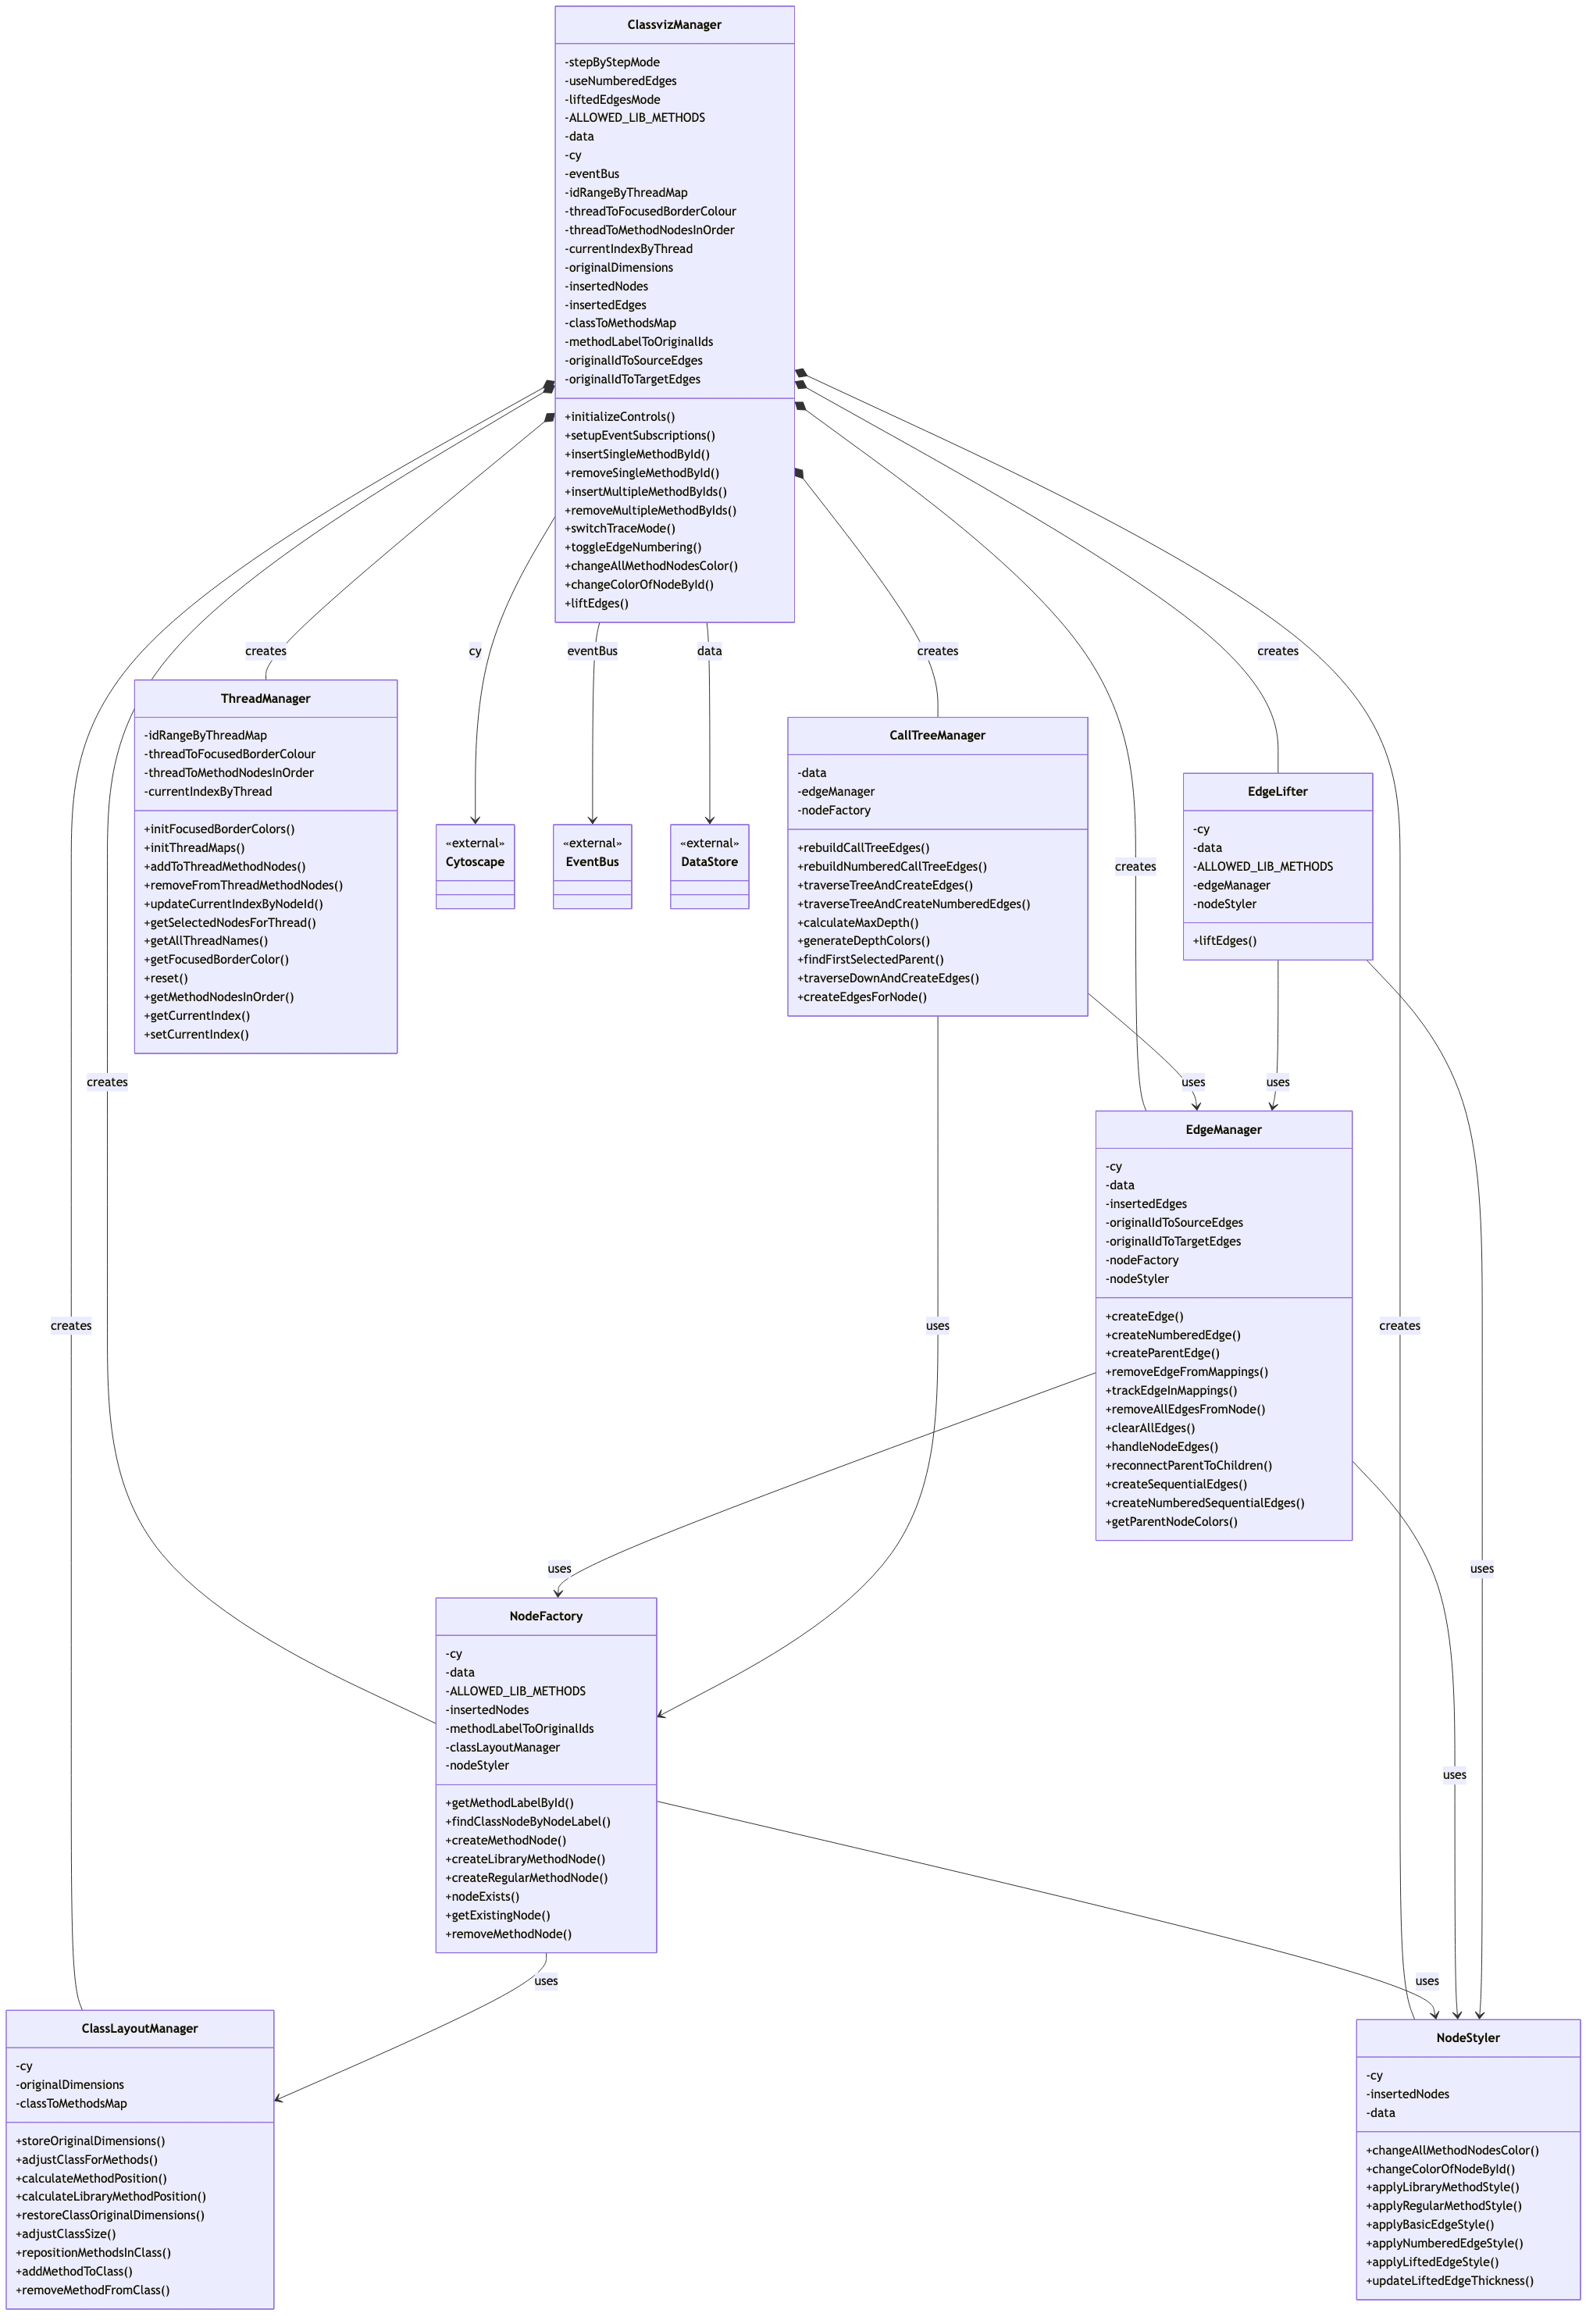 ClassvizManager
-stepByStepMode
-useNumberedEdges
-liftedEdgesMode
-ALLOWED_LIB_METHODS
-data
-cy
-eventBus
-idRangeByThreadMap
-threadToFocusedBorderColour
-threadToMethodNodesInOrder
-currentIndexByThread
-originalDimensions
-insertedNodes
-insertedEdges
-classToMethodsMap
-methodLabelToOriginalIds
-originalIdToSourceEdges
-originalIdToTargetEdges
+initializeControls()
+setupEventSubscriptions()
+insertSingleMethodById()
+removeSingleMethodById()
+insertMultipleMethodByIds()
+removeMultipleMethodByIds()
+switchTraceMode()
+toggleEdgeNumbering()
+changeAllMethodNodesColor()
+changeColorOfNodeById()
+liftEdges()
creates
cy
eventBus
data
creates
creates
ThreadManager
-idRangeByThreadMap
-threadToFocusedBorderColour
-threadToMethodNodesInOrder
-currentIndexByThread
+initFocusedBorderColors()
+initThreadMaps()
+addToThreadMethodNodes()
+removeFromThreadMethodNodes()
+updateCurrentIndexByNodeId()
+getSelectedNodesForThread()
+getAllThreadNames()
+getFocusedBorderColor()
+reset()
+getMethodNodesInOrder()
+getCurrentIndex()
+setCurrentIndex()
«external»
Cytoscape
«external»
EventBus
«external»
DataStore
CallTreeManager
-data
-edgeManager
-nodeFactory
+rebuildCallTreeEdges()
+rebuildNumberedCallTreeEdges()
+traverseTreeAndCreateEdges()
+traverseTreeAndCreateNumberedEdges()
+calculateMaxDepth()
+generateDepthColors()
+findFirstSelectedParent()
+traverseDownAndCreateEdges()
+createEdgesForNode()
creates
EdgeLifter
-cy
-data
-ALLOWED_LIB_METHODS
-edgeManager
-nodeStyler
+liftEdges()
creates
uses
uses
EdgeManager
-cy
-data
-insertedEdges
-originalIdToSourceEdges
-originalIdToTargetEdges
-nodeFactory
-nodeStyler
+createEdge()
+createNumberedEdge()
+createParentEdge()
+removeEdgeFromMappings()
+trackEdgeInMappings()
+removeAllEdgesFromNode()
+clearAllEdges()
+handleNodeEdges()
+reconnectParentToChildren()
+createSequentialEdges()
+createNumberedSequentialEdges()
+getParentNodeColors()
creates
uses
creates
uses
uses
NodeFactory
-cy
-data
-ALLOWED_LIB_METHODS
-insertedNodes
-methodLabelToOriginalIds
-classLayoutManager
-nodeStyler
+getMethodLabelById()
+findClassNodeByNodeLabel()
+createMethodNode()
+createLibraryMethodNode()
+createRegularMethodNode()
+nodeExists()
+getExistingNode()
+removeMethodNode()
uses
uses
uses
ClassLayoutManager
-cy
-originalDimensions
-classToMethodsMap
+storeOriginalDimensions()
+adjustClassForMethods()
+calculateMethodPosition()
+calculateLibraryMethodPosition()
+restoreClassOriginalDimensions()
+adjustClassSize()
+repositionMethodsInClass()
+addMethodToClass()
+removeMethodFromClass()
NodeStyler
-cy
-insertedNodes
-data
+changeAllMethodNodesColor()
+changeColorOfNodeById()
+applyLibraryMethodStyle()
+applyRegularMethodStyle()
+applyBasicEdgeStyle()
+applyNumberedEdgeStyle()
+applyLiftedEdgeStyle()
+updateLiftedEdgeThickness()